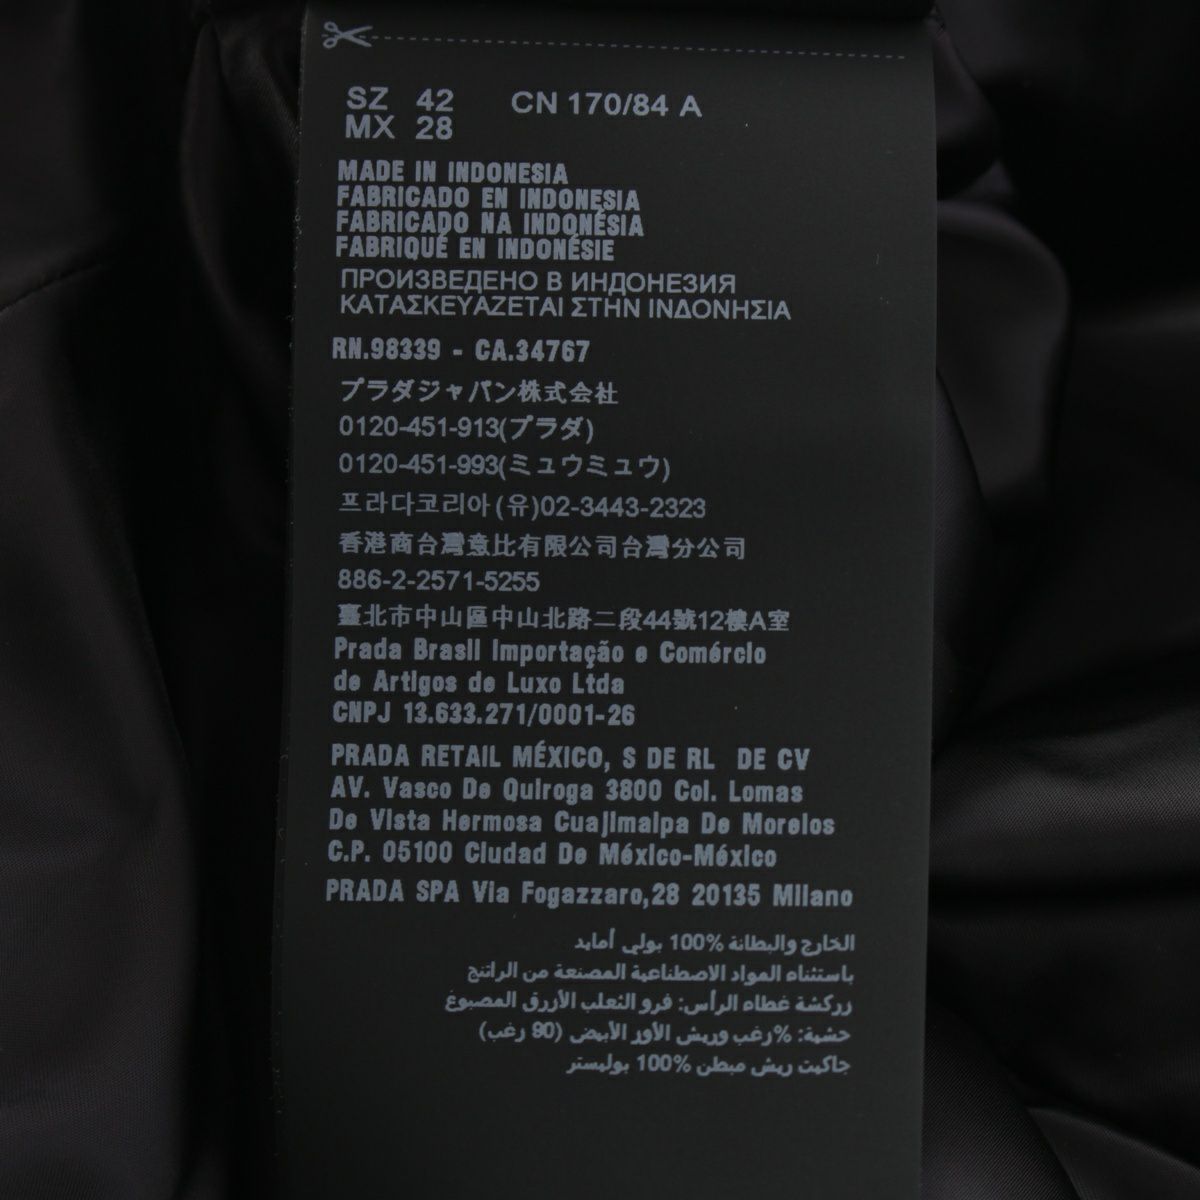 SZ 42 CN 170/84 A
MX 28
MADE IN INDONESIA
FABRICADO EN INDONESIA
FABRICADO NA INDONÉSIA
FABRIQUÉ EN INDONÉSIE
ПРОИЗВЕДЕНО В ИНДОНЕЗИЯ
ΚΑΤΑΣΚΕΥΑΖΕΤΑΙ ΣΤΗΝ ΙΝΔΟΝΗΣΙΑ
RN.98339 - CA.34767
プラダジャパン株式会社
0120-451-913(プラダ)
0120-451-993(ミュウミュウ)
프라다코리아(유)02-3443-2323
香港商台灣意比有限公司台灣分公司
886-2-2571-5255
臺北市中山區中山北路二段44號12樓A室
Prada Brasil Importação e Comércio
de Artigos de Luxo Ltda
CNPJ 13.633.271/0001-26
PRADA RETAIL MÉXICO, S DE RL DE CV
AV. Vasco De Quiroga 3800 Col. Lomas
De Vista Hermosa Cuajimalpa De Morelos
C.P. 05100 Ciudad De México-México
PRADA SPA Via Fogazzaro,28 20135 Milano
الخارج والبطانة %100 بولي أمايد
باستثناء المواد الاصطناعية المصنعة من الراتنج
زركشة غطاء الرأس: فرو الثعلب الأزرق المصبوغ
حشية: %رغب وريش الأوز الأبيض (90 رغب)
جاكيت ريش مبطن %100 بوليستر